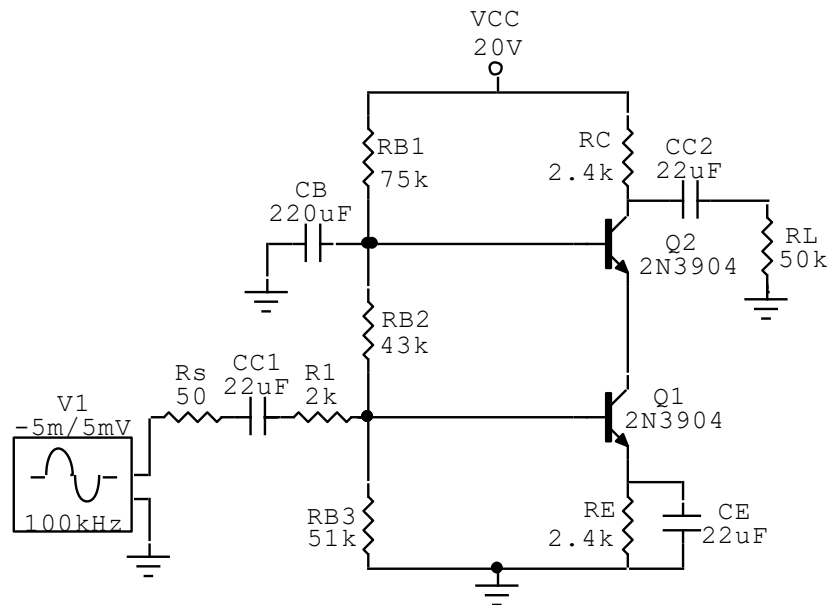 VCC
20V
RB1
75k
RC
2.4k
CC2
22uF
CB
220uF
Q2
2N3904
RL
50k
RB2
43k
Rs
50
CC1
22uF
R1
2k
Q1
2N3904
V1
-5m/5mV
100kHz
RB3
51k
RE
2.4k
CE
22uF